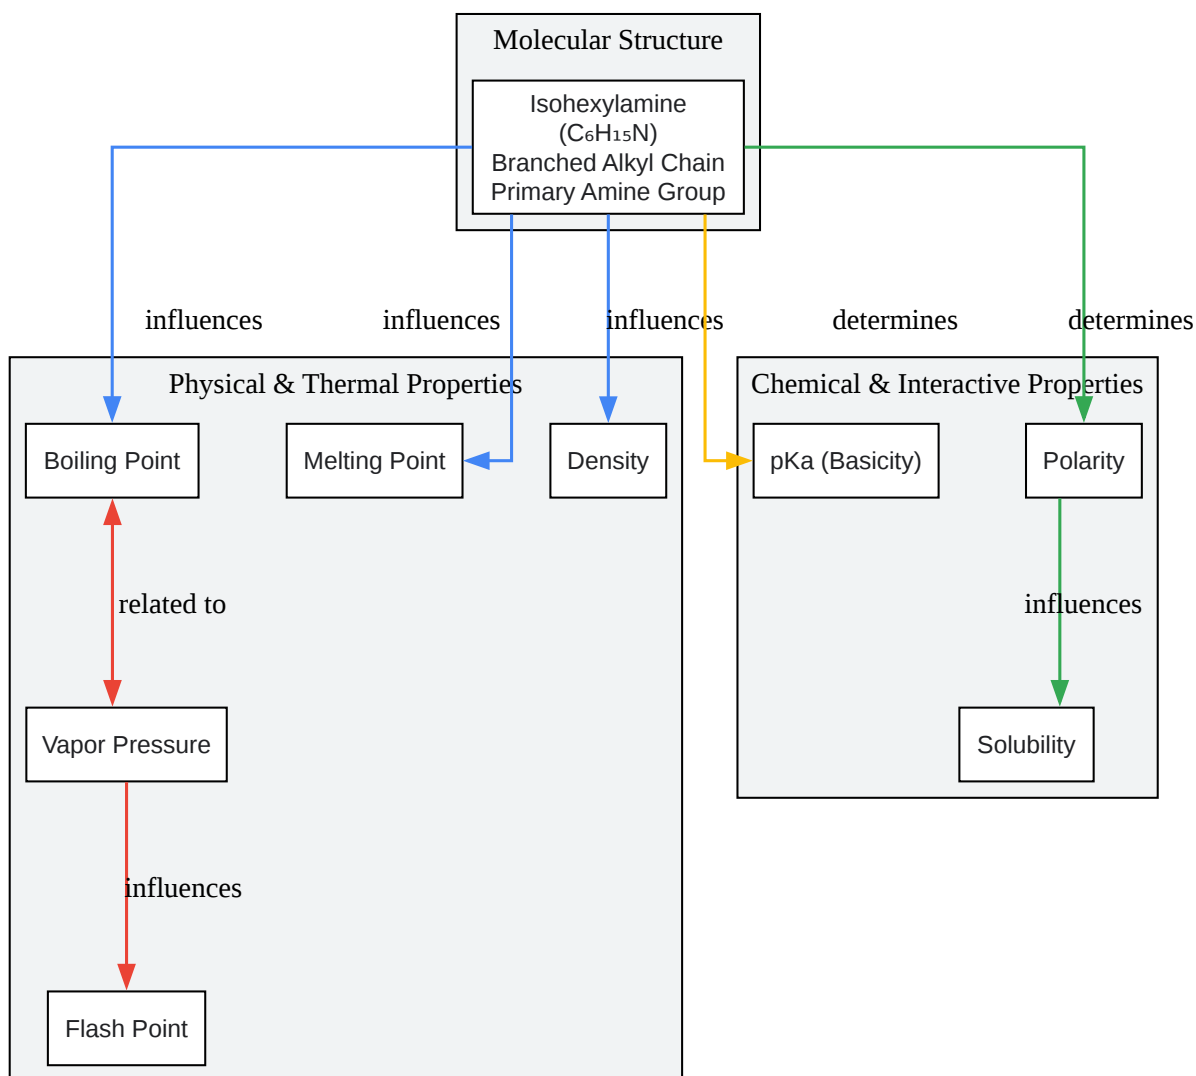 Molecular Structure
Isohexylamine
(C₆H₁₅N)
Branched Alkyl Chain
Primary Amine Group
influences
influences
influences
determines
determines
Physical & Thermal Properties
Chemical & Interactive Properties
Boiling Point
Melting Point
Density
pKa (Basicity)
Polarity
related to
influences
Vapor Pressure
Solubility
influences
Flash Point